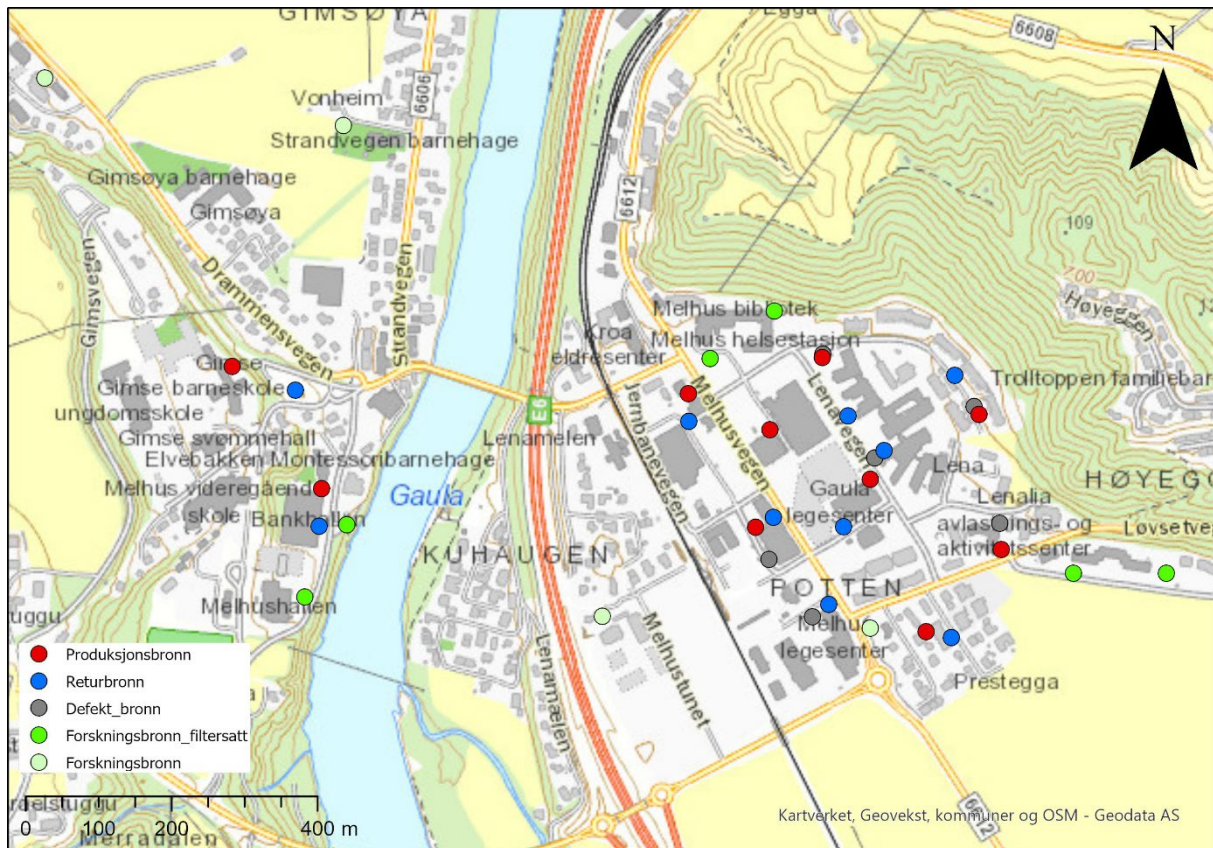 GIMSØYA
Egga
6608
N
Vonheim
6606
Strandvegen barnehage
Gimsøya barnehage
Gimsøya
6612
109
Gimsvegen
Drammensvegen
Strandvegen
Høyeggen
Melhus bibliotek
Kroa
Melhus helsestasjon
eldresenter
Gimse
Gimse barneskole
ungdomsskole
E6
Jernbanevegen
Melhusvegen
Lenavegen
Trolltoppen familiebar
Gimse svømmehall
Lenamelen
Elvebakken Montessoribarnehage
Lena
HØYEGG
Melhus videregående
skole
Bankhallen
Gaula
Gaula
legesenter
Lenalia
avlastnings- og
aktivitetssenter
Løvsetve
KUHAUGEN
POTTEN
Melhushallen
Melhus
legesenter
Melhustunet
Lenamælen
Prestegga
Produksjonsbronn
Returbronn
Defekt_bronn
Forskningsbronn_filtersatt
Forskningsbronn
6612
0 100 200 400 m
Merradalen
Kartverket, Geovekst, kommuner og OSM - Geodata AS